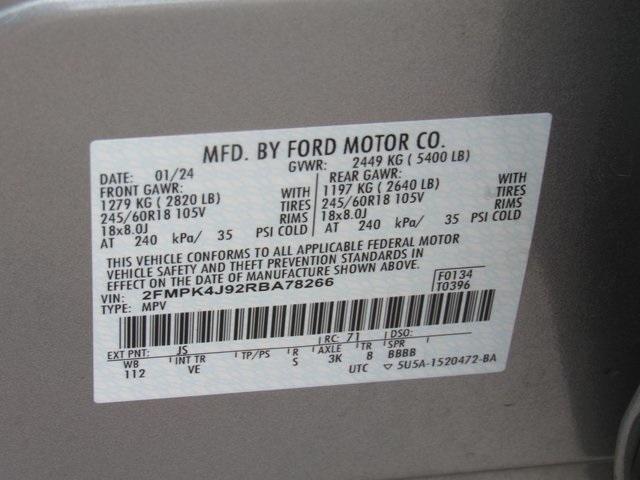 MFD. BY FORD MOTOR CO.
DATE: 01/24 GVWR: 2449 KG ( 5400 LB)
FRONT GAWR: REAR GAWR:
1279 KG ( 2820 LB) WITH 1197 KG ( 2640 LB) WITH
245/60R18 105V TIRES 245/60R18 105V TIRES
18x8.0J RIMS 18x8.0J RIMS
AT 240 kPa/ 35 PSI COLD AT 240 kPa/ 35 PSI COLD
THIS VEHICLE CONFORMS TO ALL APPLICABLE FEDERAL MOTOR
VEHICLE SAFETY AND THEFT PREVENTION STANDARDS IN
EFFECT ON THE DATE OF MANUFACTURE SHOWN ABOVE.
VIN: 2FMPK4J92RBA78266 F0134
TYPE: MPV T0396
EXT PNT: JS RC: 71 DSO:
WB INT TR TP/PS R AXLE TR SPR
112 VE S 3K 8 BBBB
UTC ▽ 5U5A-1520472-BA